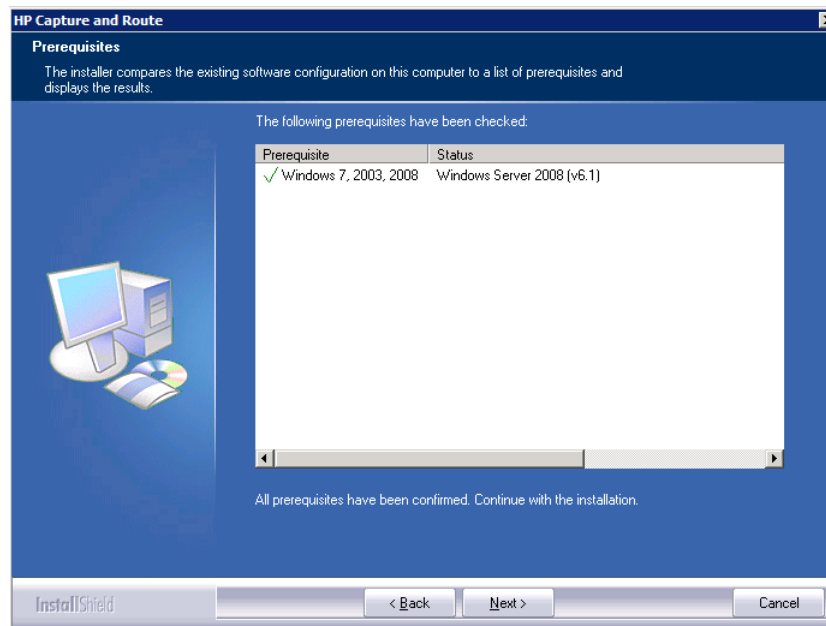 HP Capture and Route
Prerequisites
The installer compares the existing software configuration on this computer to a list of prerequisites and
displays the results.
The following prerequisites have been checked:
Prerequisite Status
Windows 7, 2003, 2008 Windows Server 2008 (v6.1)
All prerequisites have been confirmed. Continue with the installation.
InstallShield
< Back Next > Cancel